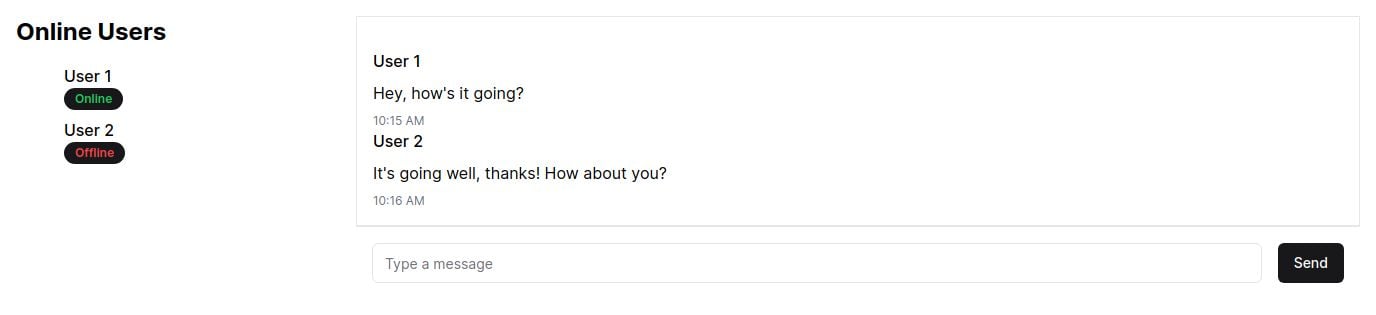 Online Users
User 1
Online
User 2
Offline
User 1
Hey, how's it going?
10:15 AM
User 2
It's going well, thanks! How about you?
10:16 AM
Type a message
Send